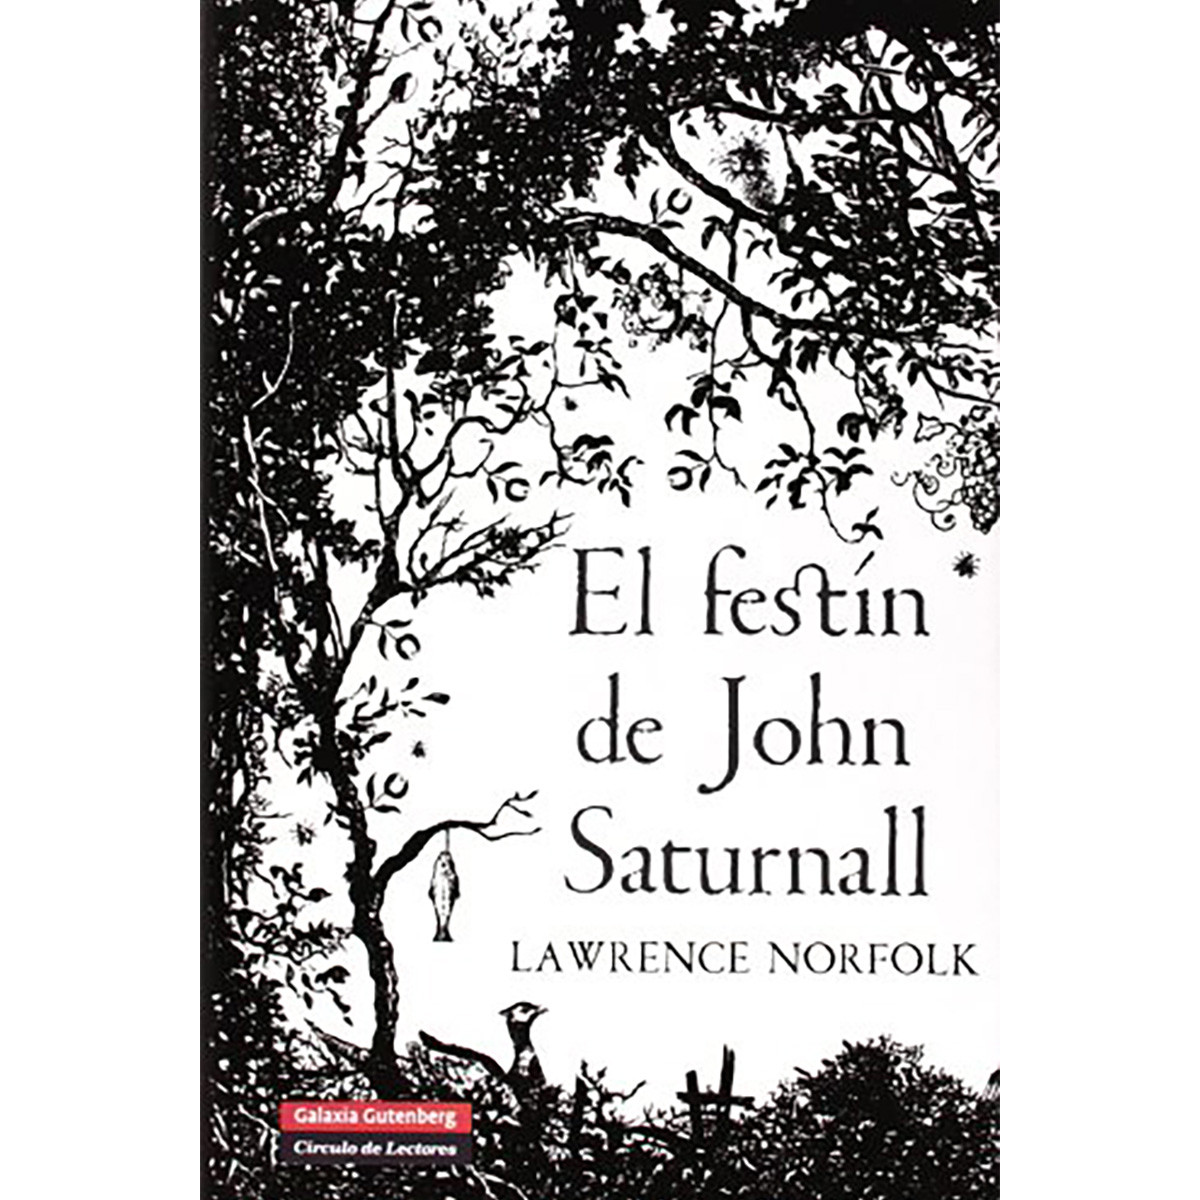 El festín
de John
Saturnall
LAWRENCE NORFOLK
Galaxia Gutenberg
Círculo de Lectores